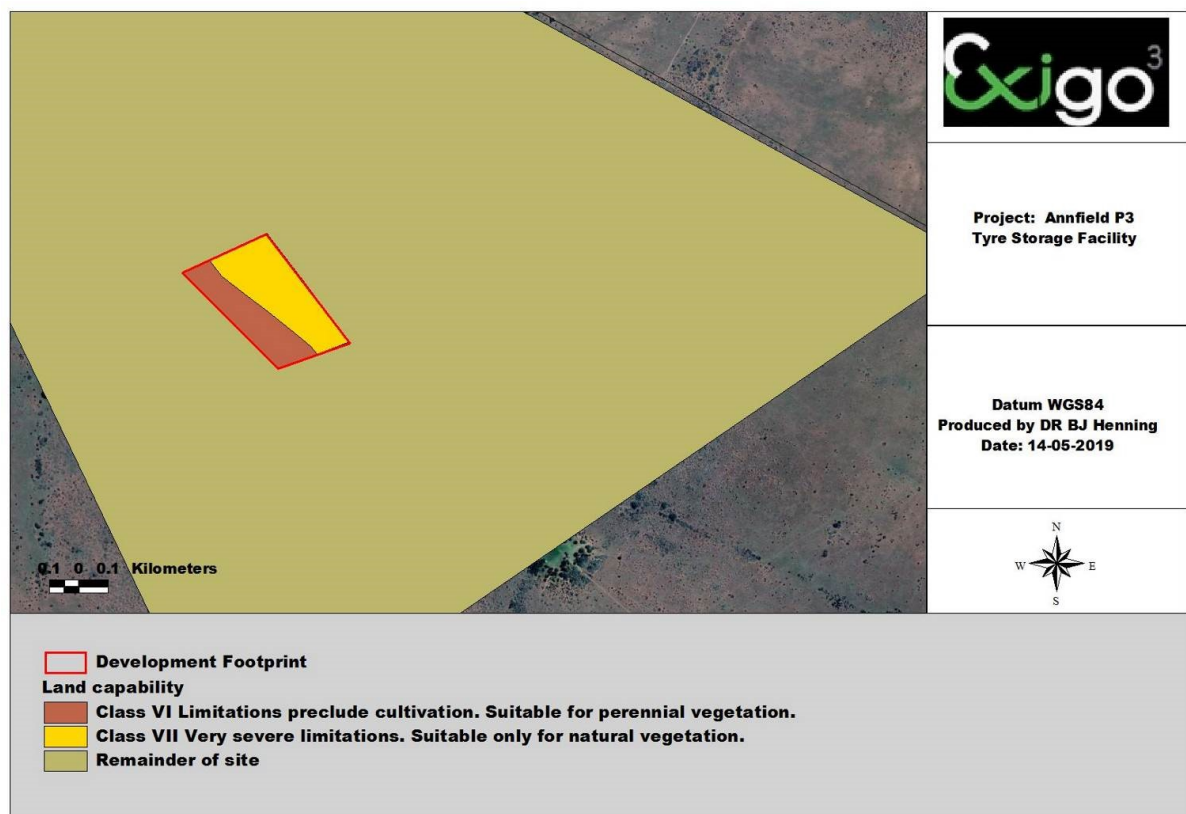 Exigo3
Project: Annfield P3
Tyre Storage Facility
Datum WGS84
Produced by DR BJ Henning
Date: 14-05-2019
N
W E
S
0.1 0 0.1 Kilometers
Development Footprint
Land capability
Class VI Limitations preclude cultivation. Suitable for perennial vegetation.
Class VII Very severe limitations. Suitable only for natural vegetation.
Remainder of site